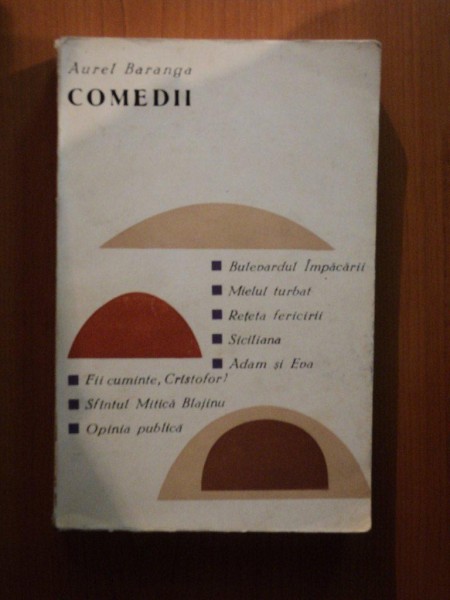 Aurel Baranga
COMEDII
Bulevardul Împăcării
Mielul turbat
Rețeta fericirii
Siciliana
Adam și Eva
Fii cuminte, Cristofor!
Sfîntul Mitică Blajinu
Opinia publică